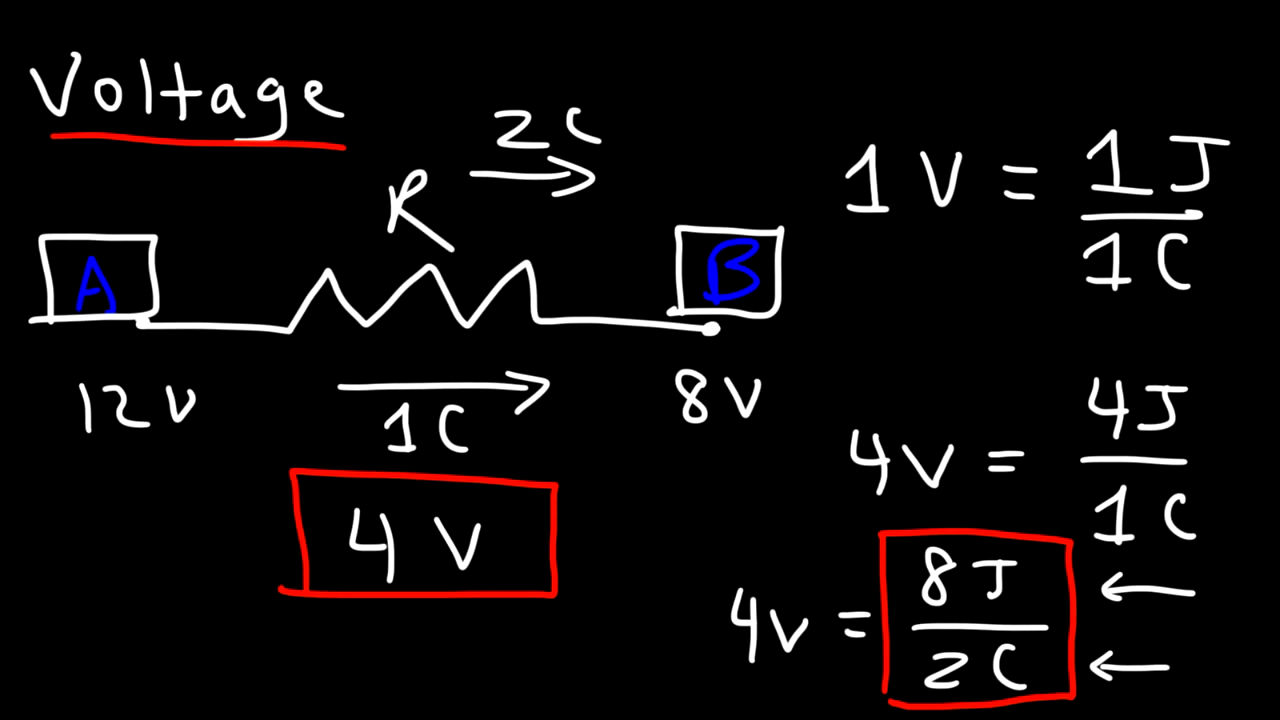 Voltage
2C
R
A
B
12V
1C
8V
4V
1V = 1J
1C
4V = 4J
1C
4V = 8J
2C